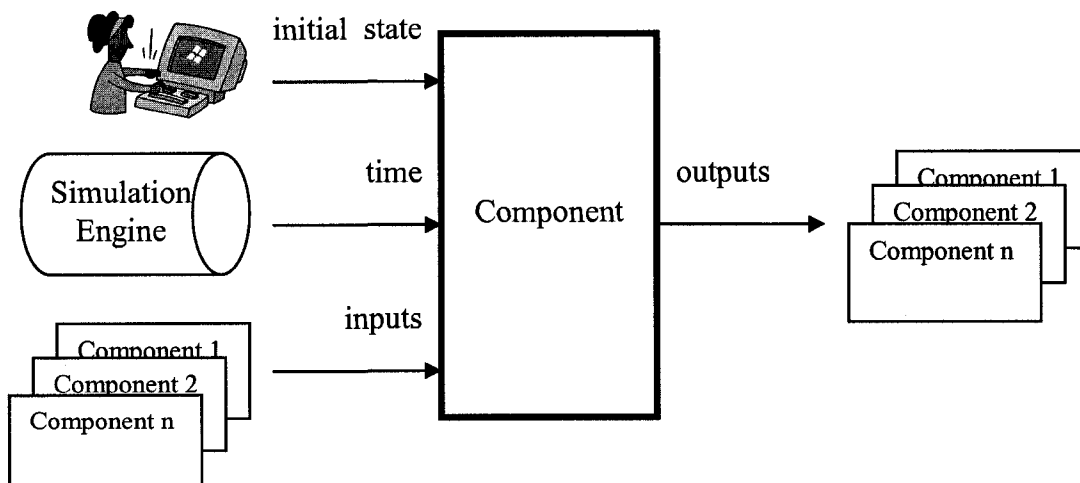 initial state
Simulation
Engine
time
Component
outputs
inputs
Component 1
Component 2
Component n
Component 1
Component 2
Component n